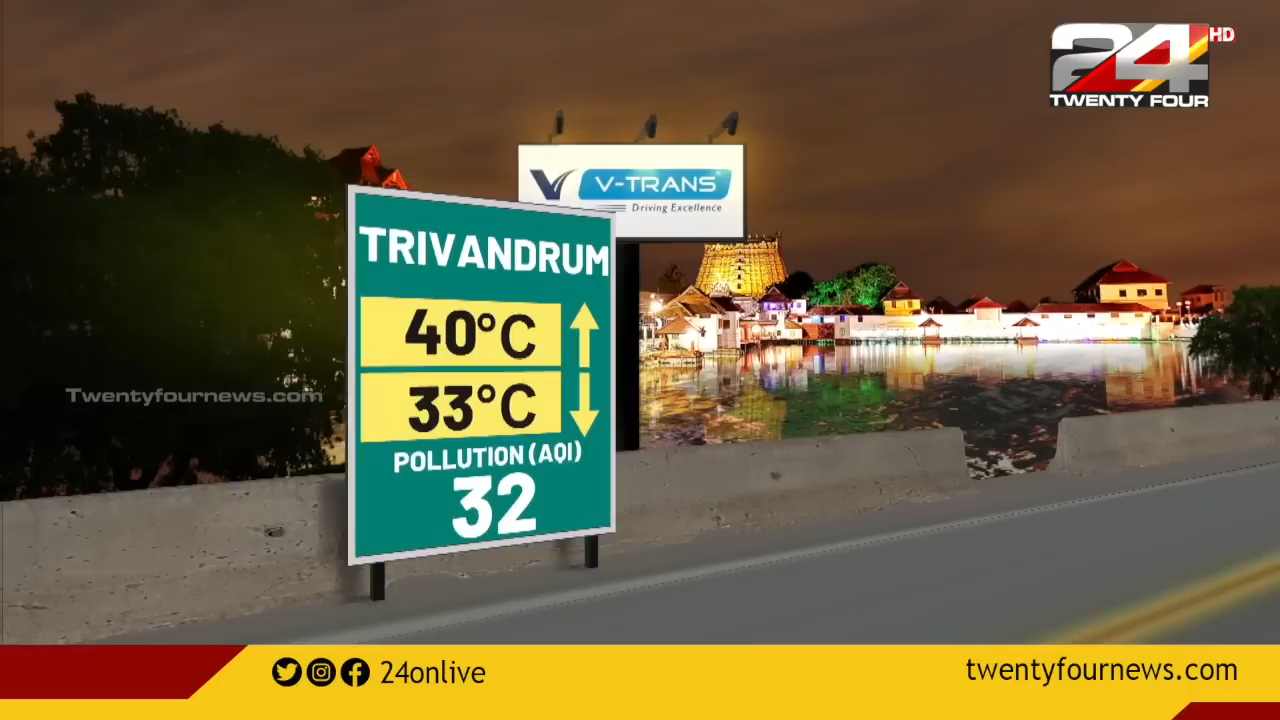 24 HD
TWENTY FOUR
V-TRANS
Driving Excellence
TRIVANDRUM
40°C
33°C
POLLUTION (AQI)
32
Twentyfournews.com
24onlive
twentyfournews.com